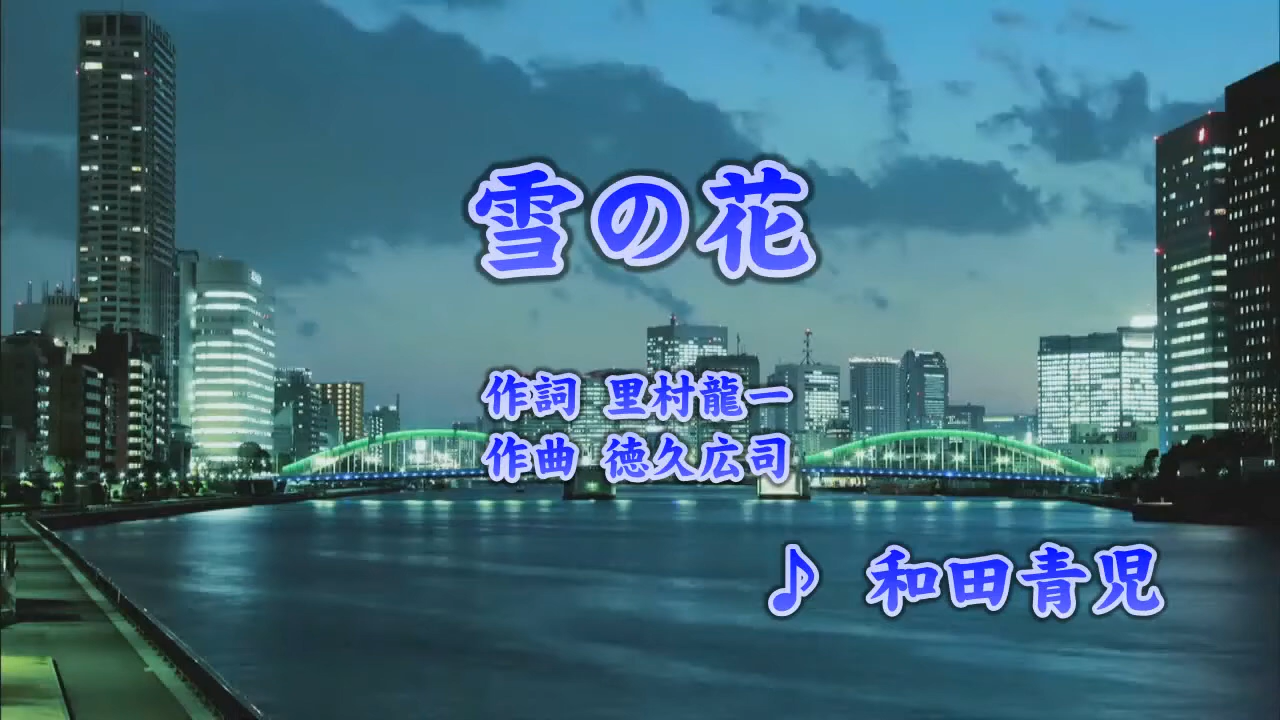 雪の花
作詞 里村龍一
作曲 徳久広司
♪ 和田青児